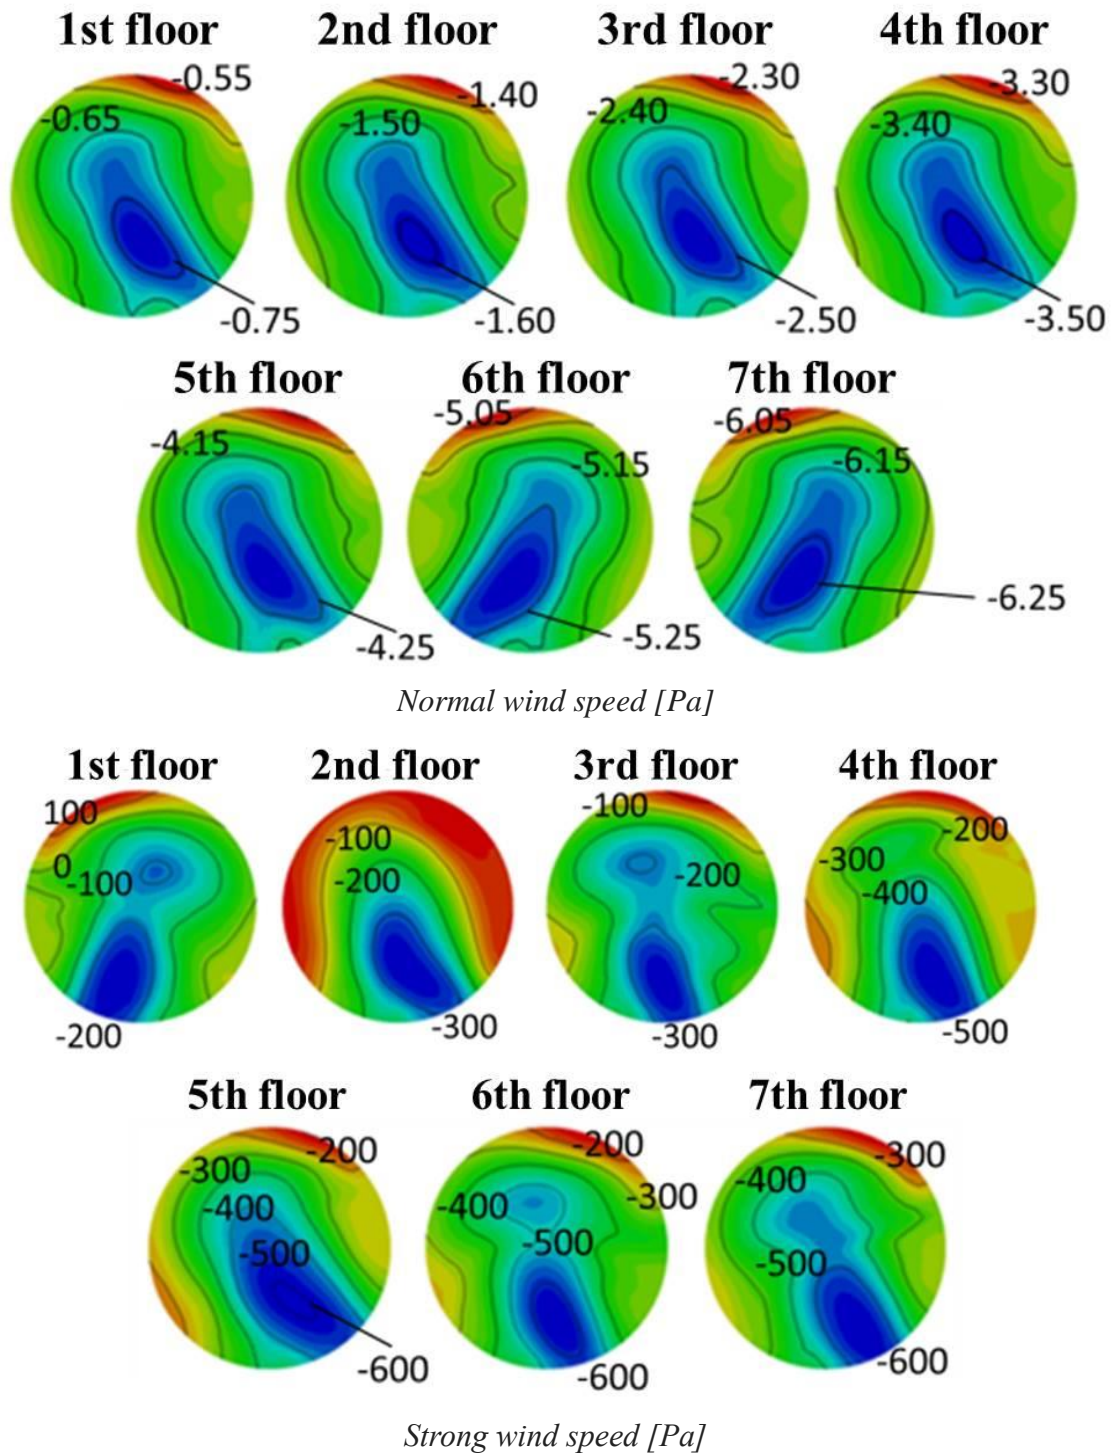 1st floor 2nd floor 3rd floor 4th floor
-0.55 -1.40 -2.30 -3.30
-0.65 -1.50 -2.40 -3.40
-0.75 -1.60 -2.50 -3.50
5th floor 6th floor 7th floor
-5.05 -6.05
-4.15 -5.15 -6.15
-4.25 -5.25 -6.25
Normal wind speed [Pa]
1st floor 2nd floor 3rd floor 4th floor
100 -100 -100 -200
0 -300
-100 -200 -200 -400
-200 -300 -300 -500
5th floor 6th floor 7th floor
-200 -200 -300
-300 -300 -400
-400 -400
-500 -500 -500
-600 -600 -600
Strong wind speed [Pa]